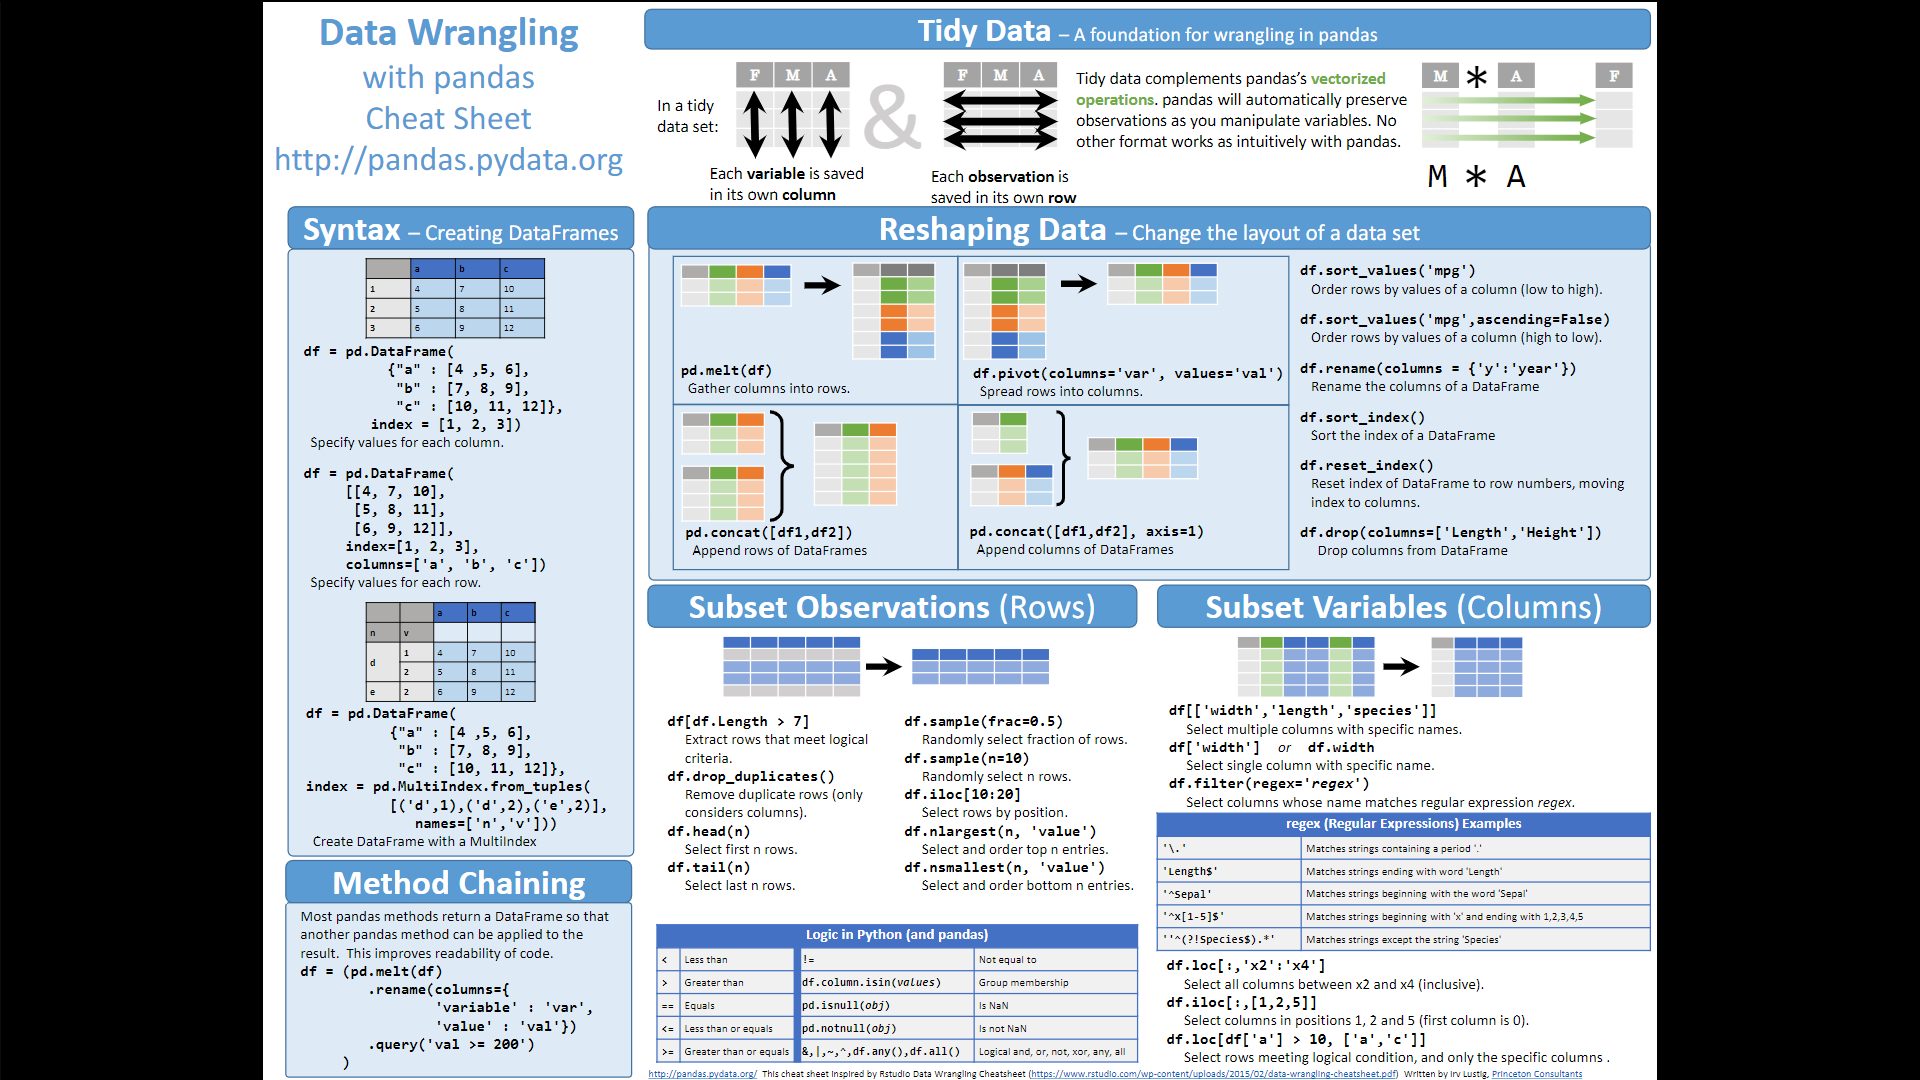 Data Wrangling
with pandas
Cheat Sheet
http://pandas.pydata.org
Tidy Data – A foundation for wrangling in pandas
In a tidy
data set:
F M A
&
F M A
Each variable is saved
in its own column
Each observation is
saved in its own row
Tidy data complements pandas's vectorized
operations. pandas will automatically preserve
observations as you manipulate variables. No
other format works as intuitively with pandas.
M * A F
M * A
Syntax – Creating DataFrames
a b c
1 4 7 10
2 5 8 11
3 6 9 12
df = pd.DataFrame(
{"a" : [4 ,5, 6],
"b" : [7, 8, 9],
"c" : [10, 11, 12]},
index = [1, 2, 3])
Specify values for each column.
df = pd.DataFrame(
[[4, 7, 10],
[5, 8, 11],
[6, 9, 12]],
index=[1, 2, 3],
columns=['a', 'b', 'c'])
Specify values for each row.
a b c
n v
d 1 4 7 10
2 5 8 11
e 2 6 9 12
df = pd.DataFrame(
{"a" : [4 ,5, 6],
"b" : [7, 8, 9],
"c" : [10, 11, 12]},
index = pd.MultiIndex.from_tuples(
[('d',1),('d',2),('e',2)],
names=['n','v']))
Create DataFrame with a MultiIndex
Method Chaining
Most pandas methods return a DataFrame so that
another pandas method can be applied to the
result. This improves readability of code.
df = (pd.melt(df)
.rename(columns={
'variable' : 'var',
'value' : 'val'})
.query('val >= 200')
)
Reshaping Data – Change the layout of a data set
pd.melt(df)
Gather columns into rows.
df.pivot(columns='var', values='val')
Spread rows into columns.
pd.concat([df1,df2])
Append rows of DataFrames
pd.concat([df1,df2], axis=1)
Append columns of DataFrames
df.sort_values('mpg')
Order rows by values of a column (low to high).
df.sort_values('mpg',ascending=False)
Order rows by values of a column (high to low).
df.rename(columns = {'y':'year'})
Rename the columns of a DataFrame
df.sort_index()
Sort the index of a DataFrame
df.reset_index()
Reset index of DataFrame to row numbers, moving
index to columns.
df.drop(columns=['Length','Height'])
Drop columns from DataFrame
Subset Observations (Rows)
df[df.Length > 7]
Extract rows that meet logical
criteria.
df.drop_duplicates()
Remove duplicate rows (only
considers columns).
df.head(n)
Select first n rows.
df.tail(n)
Select last n rows.
df.sample(frac=0.5)
Randomly select fraction of rows.
df.sample(n=10)
Randomly select n rows.
df.iloc[10:20]
Select rows by position.
df.nlargest(n, 'value')
Select and order top n entries.
df.nsmallest(n, 'value')
Select and order bottom n entries.
Logic in Python (and pandas)
< Less than != Not equal to
> Greater than df.column.isin(values) Group membership
== Equals pd.isnull(obj) Is NaN
<= Less than or equals pd.notnull(obj) Is not NaN
>= Greater than or equals &,|,~,^,df.any(),df.all() Logical and, or, not, xor, any, all
Subset Variables (Columns)
df[['width','length','species']]
Select multiple columns with specific names.
df['width'] or df.width
Select single column with specific name.
df.filter(regex='regex')
Select columns whose name matches regular expression regex.
regex (Regular Expressions) Examples
'\.' Matches strings containing a period '.'
'Length$' Matches strings ending with word 'Length'
'^Sepal' Matches strings beginning with the word 'Sepal'
'^x[1-5]$' Matches strings beginning with 'x' and ending with 1,2,3,4,5
''^(?!Species$).*' Matches strings except the string 'Species'
df.loc[:,'x2':'x4']
Select all columns between x2 and x4 (inclusive).
df.iloc[:,[1,2,5]]
Select columns in positions 1, 2 and 5 (first column is 0).
df.loc[df['a'] > 10, ['a','c']]
Select rows meeting logical condition, and only the specific columns .
http://pandas.pydata.org/ This cheat sheet inspired by Rstudio Data Wrangling Cheatsheet (https://www.rstudio.com/wp-content/uploads/2015/02/data-wrangling-cheatsheet.pdf) Written by Irv Lustig, Princeton Consultants